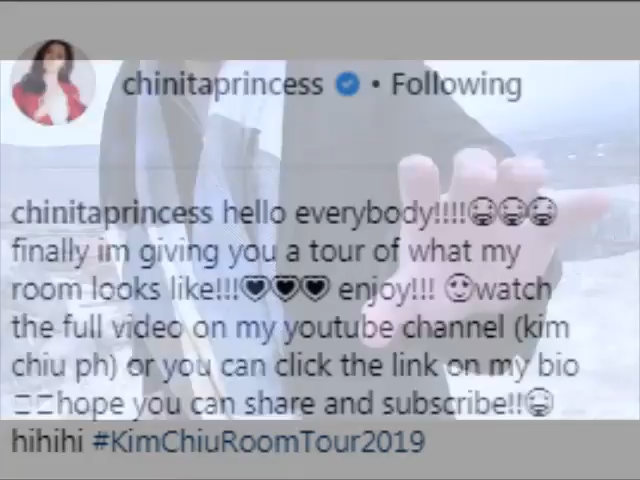 chinitaprincess • Following
chinitaprincess hello everybody!!!!😀😀😀
finally im giving you a tour of what my
room looks like!!!🖤🖤🖤 enjoy!!! 🙂watch
the full video on my youtube channel (kim
chiu ph) or you can click the link on my bio
□□hope you can share and subscribe!!😀
hihihi #KimChiuRoomTour2019